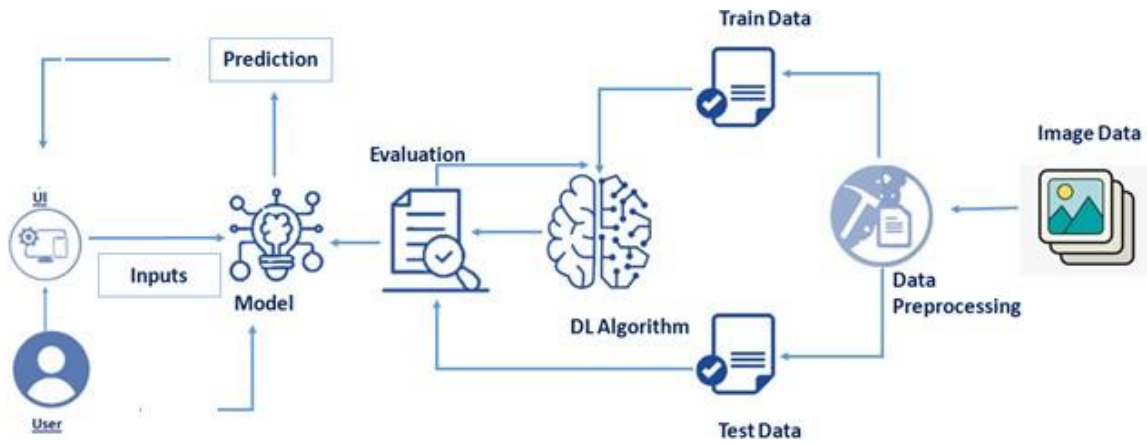 Train Data
Prediction
Image Data
Evaluation
UI
Inputs
Model
Data
Preprocessing
DL Algorithm
User
Test Data